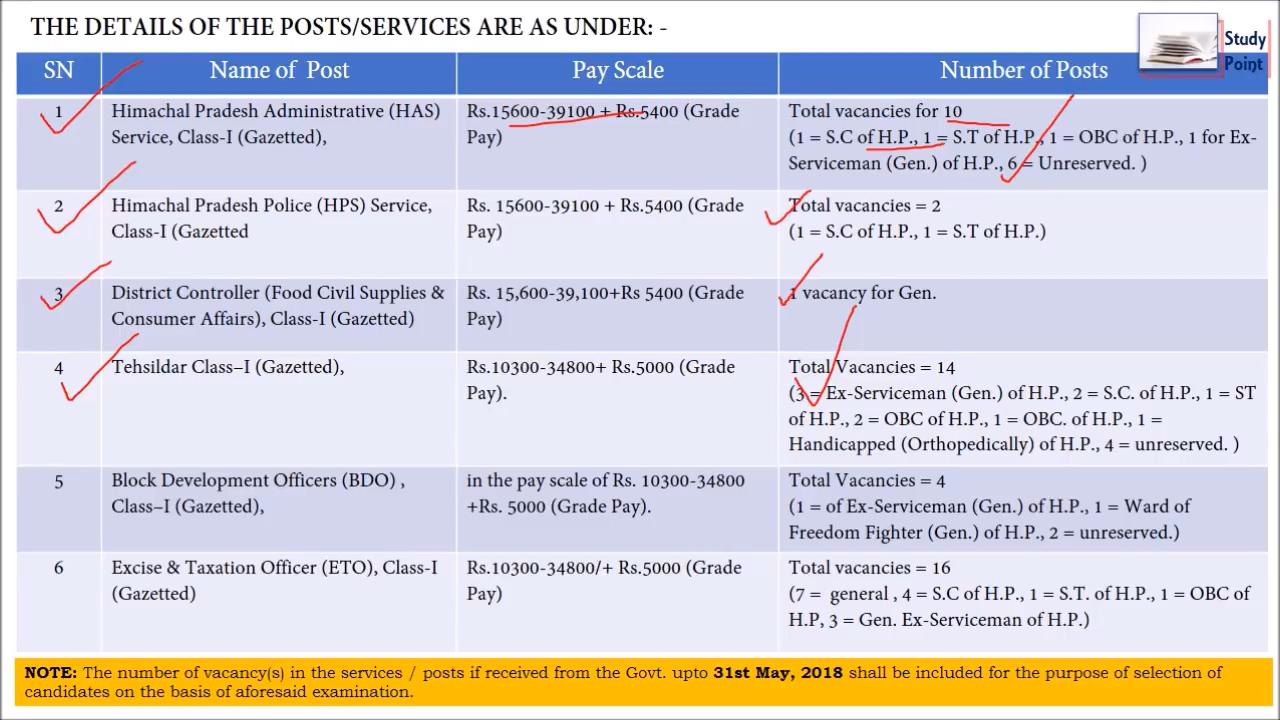 THE DETAILS OF THE POSTS/SERVICES ARE AS UNDER: -
Study
Point
SN
Name of Post
Pay Scale
Number of Posts
1
Himachal Pradesh Administrative (HAS)
Service, Class-I (Gazetted),
Rs.15600-39100 + Rs.5400 (Grade
Pay)
Total vacancies for 10
(1 = S.C of H.P., 1 = S.T of H.P., 1 = OBC of H.P., 1 for Ex-
Serviceman (Gen.) of H.P., 6 = Unreserved. )
2
Himachal Pradesh Police (HPS) Service,
Class-I (Gazetted
Rs. 15600-39100 + Rs.5400 (Grade
Pay)
Total vacancies = 2
(1 = S.C of H.P., 1 = S.T of H.P.)
3
District Controller (Food Civil Supplies &
Consumer Affairs), Class-I (Gazetted)
Rs. 15,600-39,100+Rs 5400 (Grade
Pay)
1 vacancy for Gen.
4
Tehsildar Class–I (Gazetted),
Rs.10300-34800+ Rs.5000 (Grade
Pay).
Total Vacancies = 14
(3 = Ex-Serviceman (Gen.) of H.P., 2 = S.C. of H.P., 1 = ST
of H.P., 2 = OBC of H.P., 1 = OBC. of H.P., 1 =
Handicapped (Orthopedically) of H.P., 4 = unreserved. )
5
Block Development Officers (BDO) ,
Class–I (Gazetted),
in the pay scale of Rs. 10300-34800
+Rs. 5000 (Grade Pay).
Total Vacancies = 4
(1 = of Ex-Serviceman (Gen.) of H.P., 1 = Ward of
Freedom Fighter (Gen.) of H.P., 2 = unreserved.)
6
Excise & Taxation Officer (ETO), Class-I
(Gazetted)
Rs.10300-34800/+ Rs.5000 (Grade
Pay)
Total vacancies = 16
(7 = general , 4 = S.C of H.P., 1 = S.T. of H.P., 1 = OBC of
H.P, 3 = Gen. Ex-Serviceman of H.P.)
NOTE: The number of vacancy(s) in the services / posts if received from the Govt. upto 31st May, 2018 shall be included for the purpose of selection of
candidates on the basis of aforesaid examination.